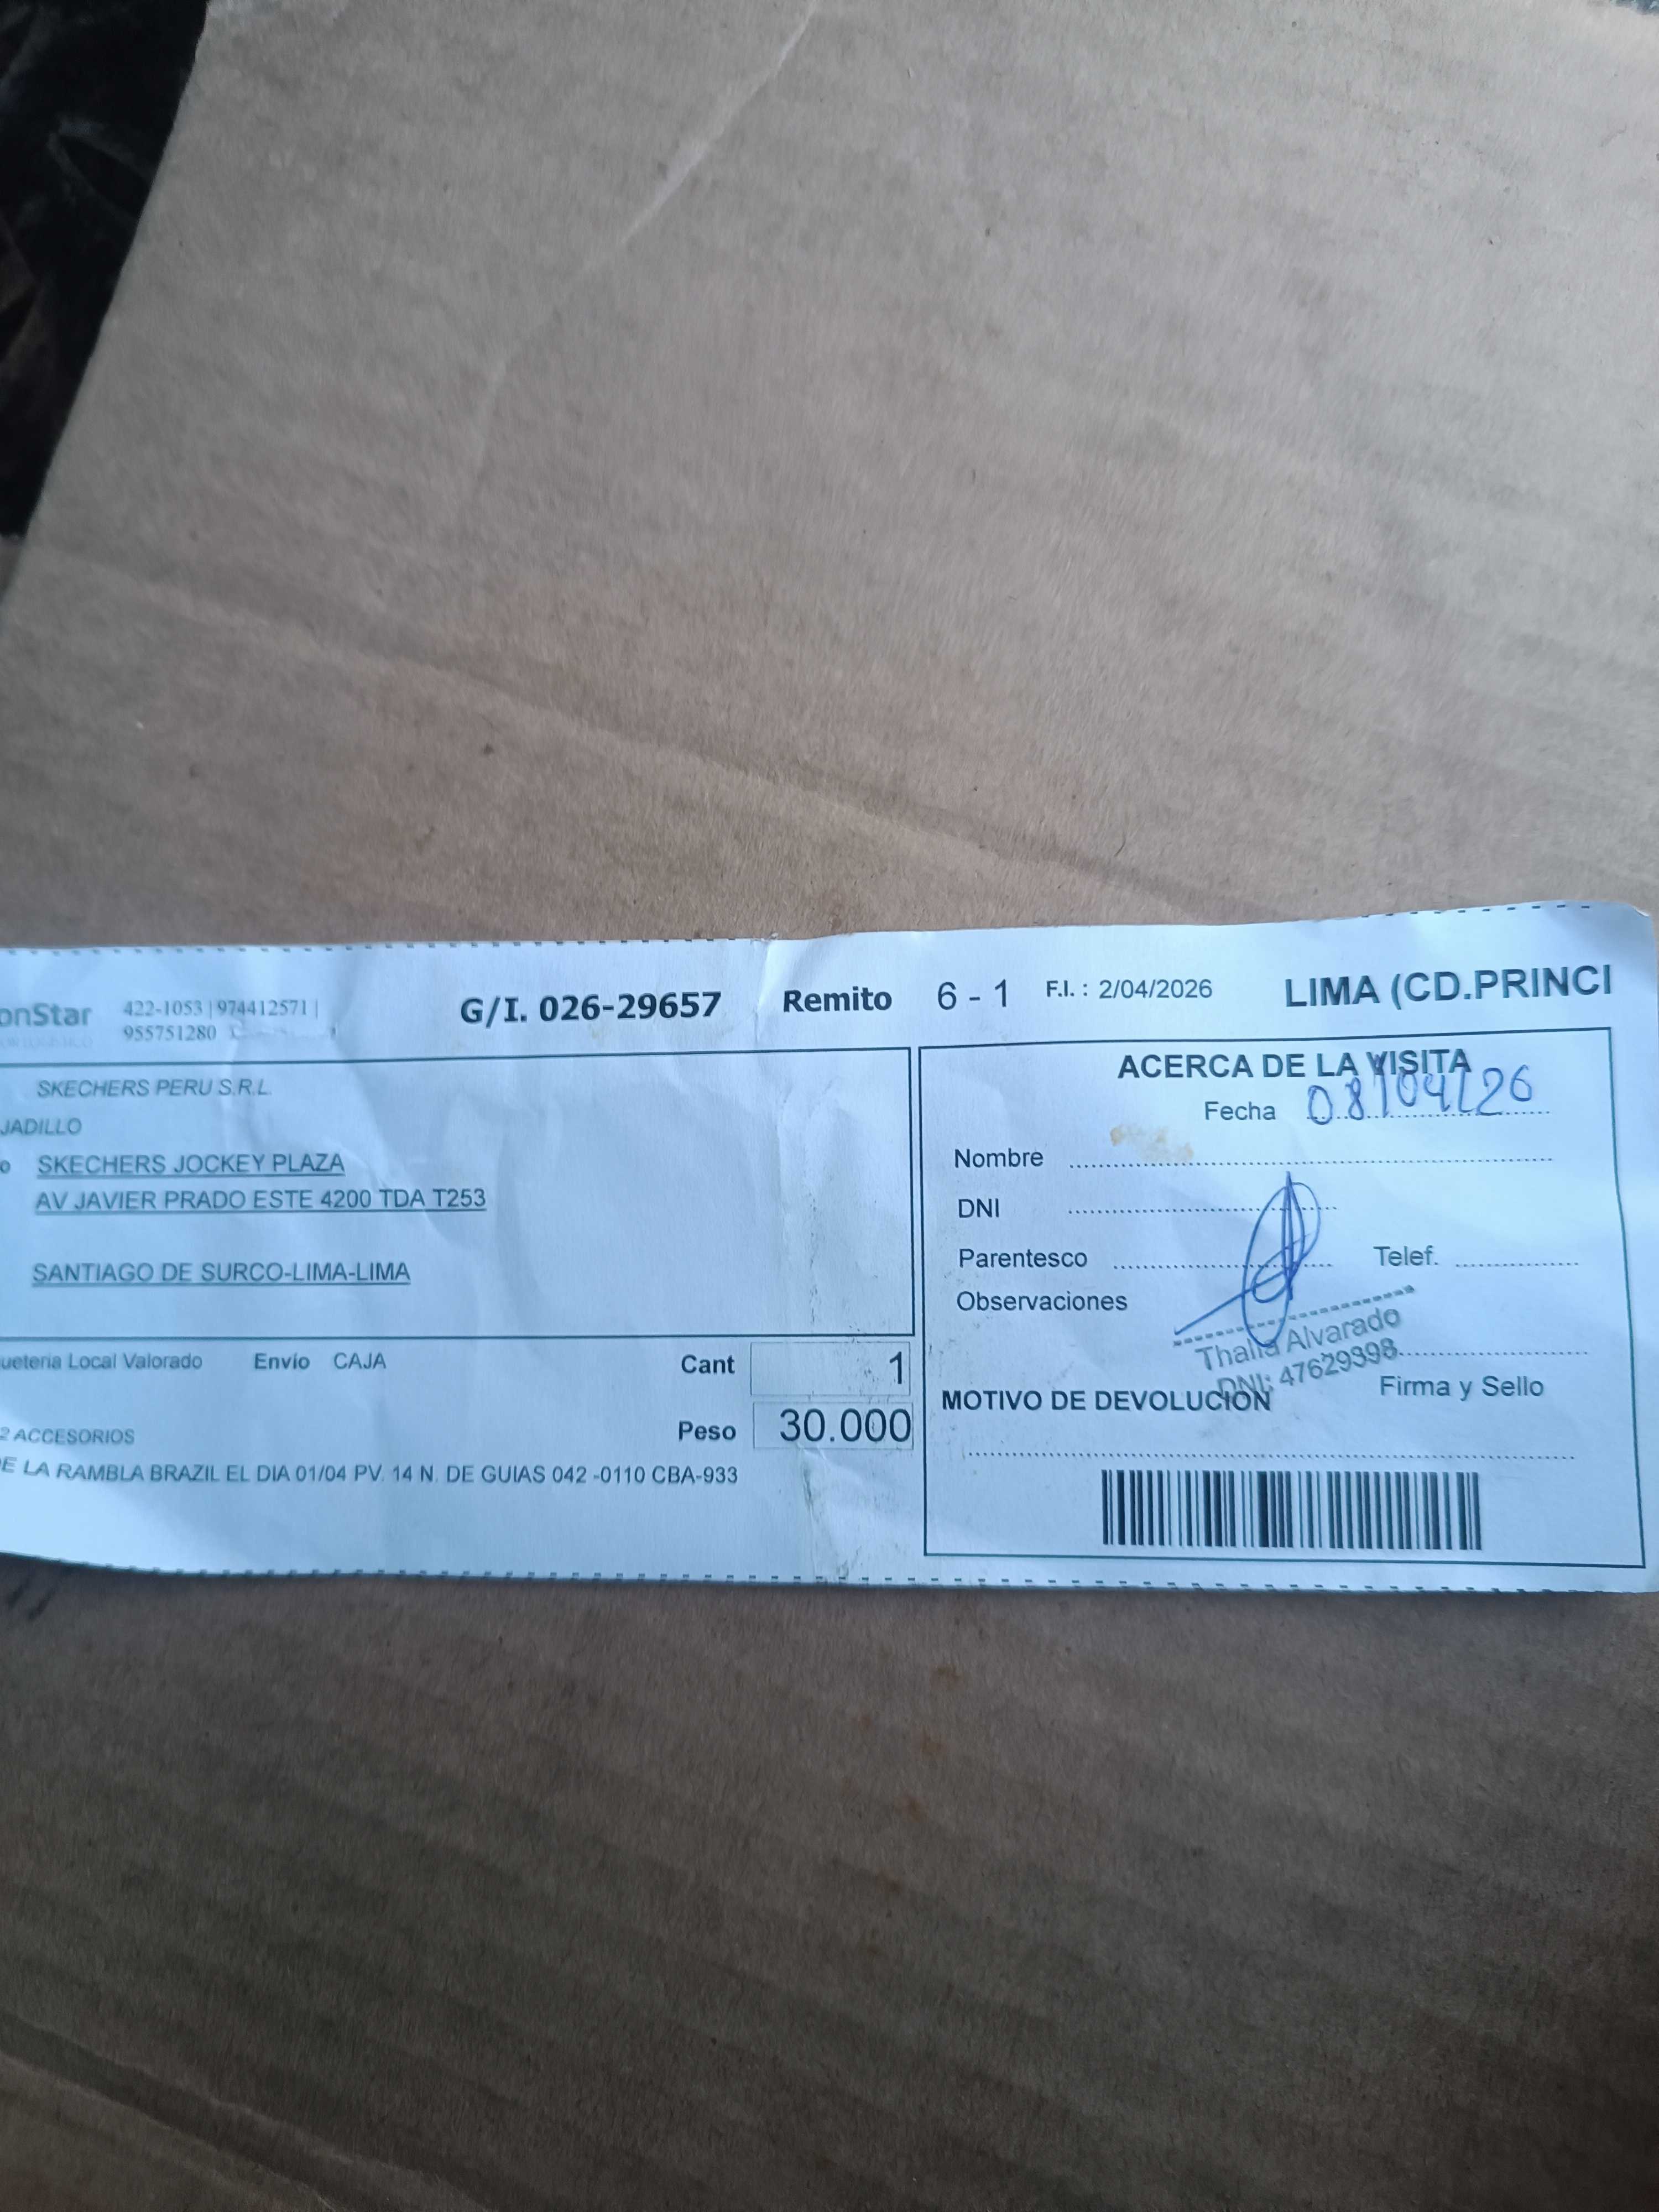 onStar 422-1053 | 974412571 |
955751280
G/I. 026-29657 Remito 6 - 1 F.I. : 2/04/2026 LIMA (CD.PRINCI
SKECHERS PERU S.R.L.
JADILLO
o SKECHERS JOCKEY PLAZA
AV JAVIER PRADO ESTE 4200 TDA T253
SANTIAGO DE SURCO-LIMA-LIMA
ueteria Local Valorado Envío CAJA Cant 1
Peso 30.000
2 ACCESORIOS
E LA RAMBLA BRAZIL EL DIA 01/04 PV. 14 N. DE GUIAS 042 -0110 CBA-933
ACERCA DE LA VISITA
Fecha 08/04/26
Nombre
DNI
Parentesco Telef.
Observaciones
Thalia Alvarado
DNI: 47629398
Firma y Sello
MOTIVO DE DEVOLUCIÓN